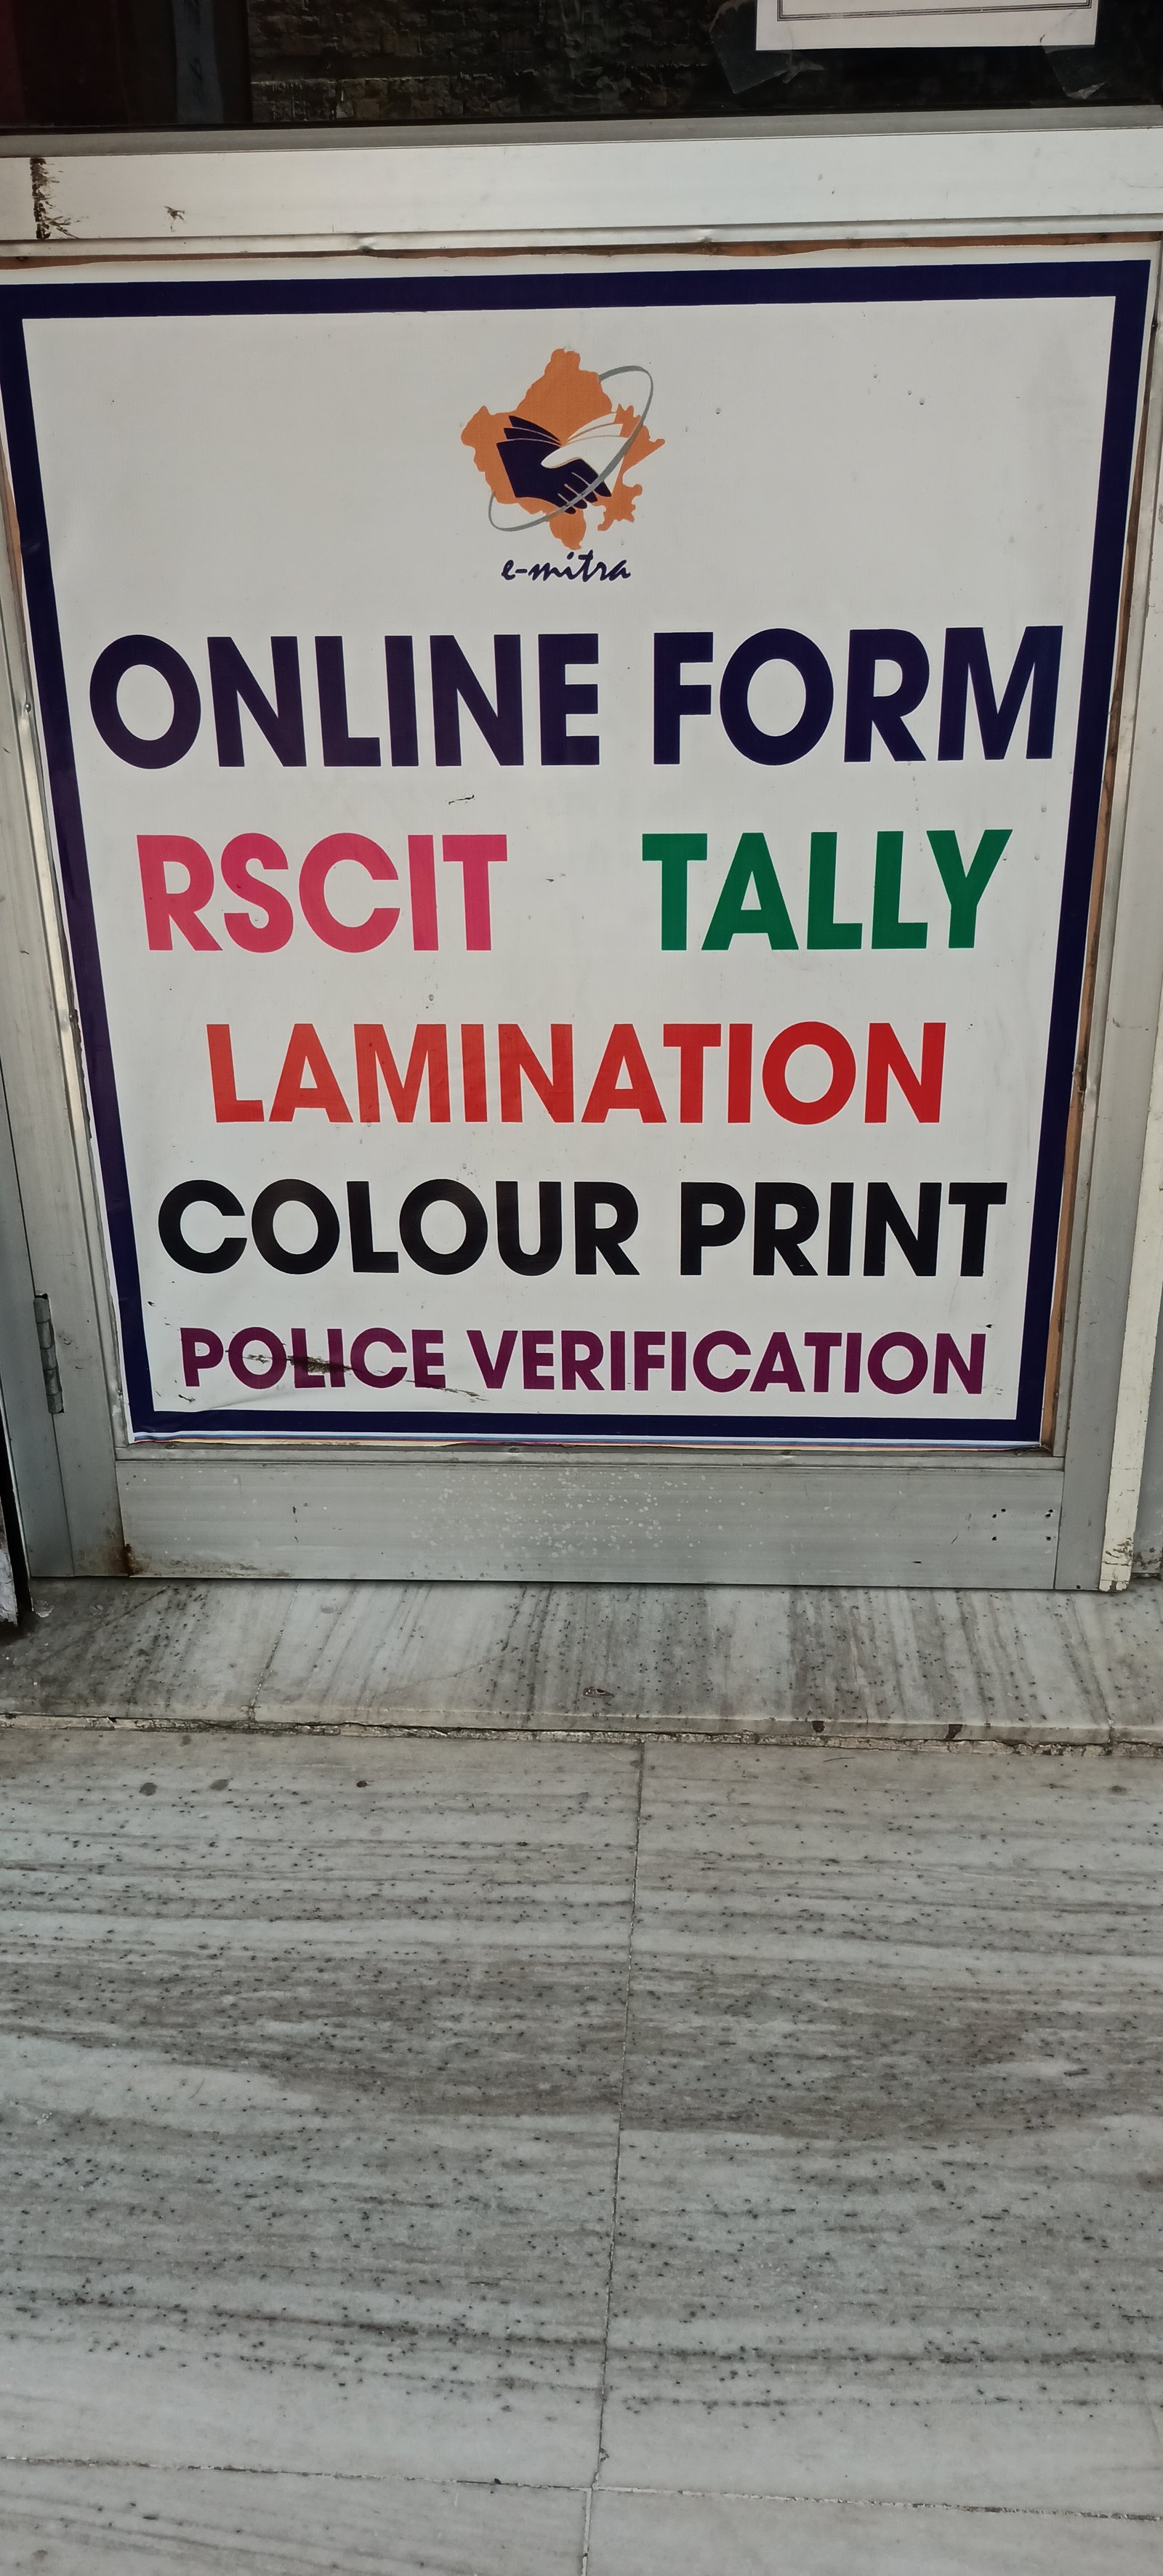 e-mitra
ONLINE FORM
RSCIT TALLY
LAMINATION
COLOUR PRINT
POLICE VERIFICATION